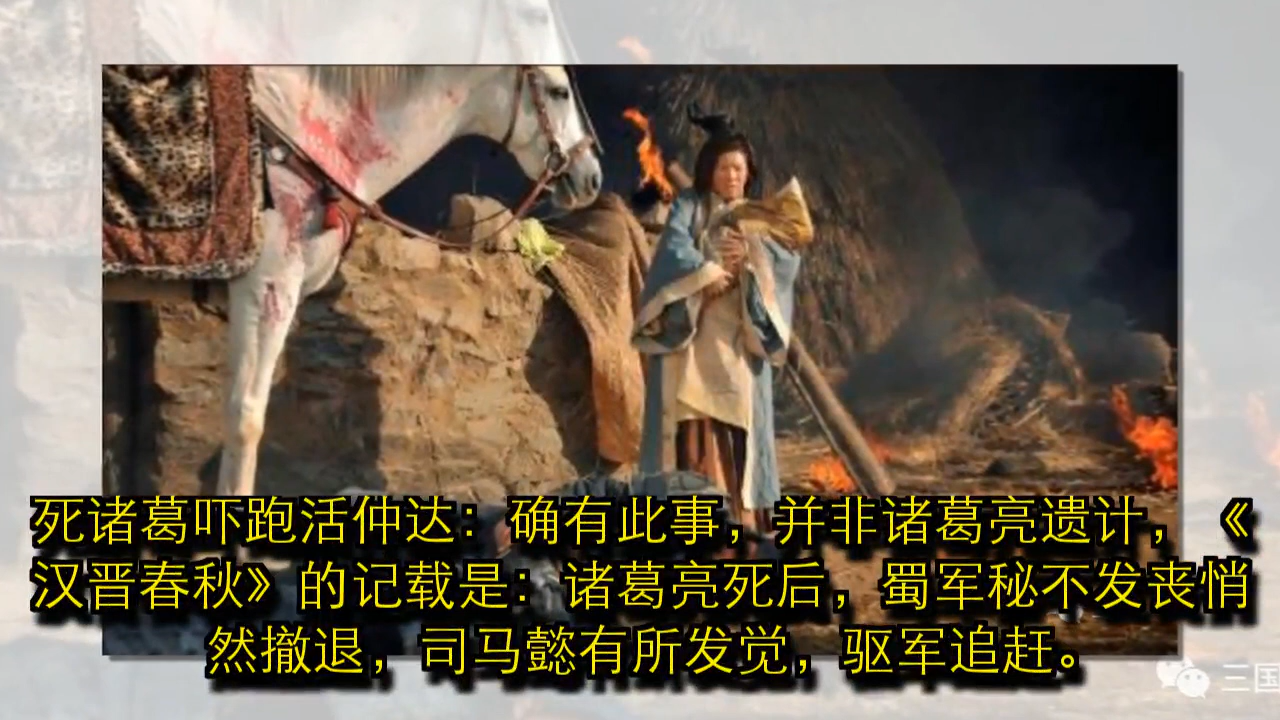 死诸葛吓跑活仲达：确有此事，并非诸葛亮遗计，《
汉晋春秋》的记载是：诸葛亮死后，蜀军秘不发丧悄
然撤退，司马懿有所发觉，驱军追赶。
三国